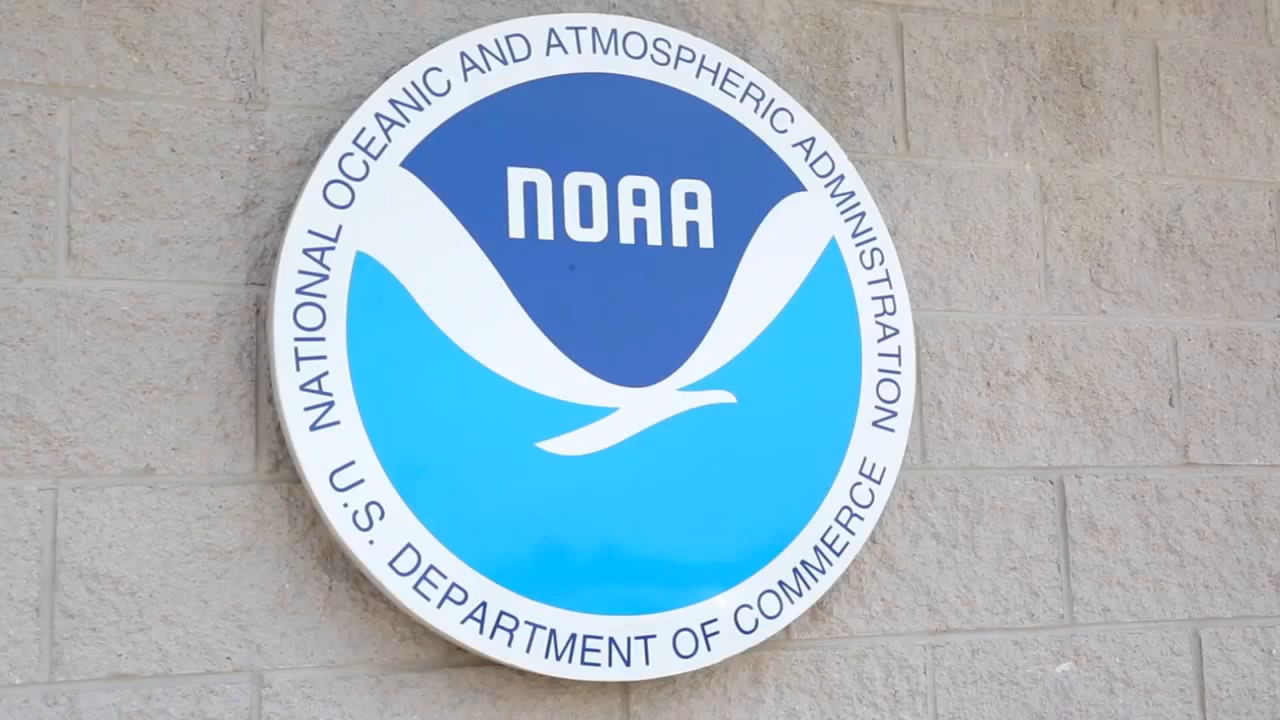 NATIONAL OCEANIC AND ATMOSPHERIC ADMINISTRATION
NOAA
U.S. DEPARTMENT OF COMMERCE